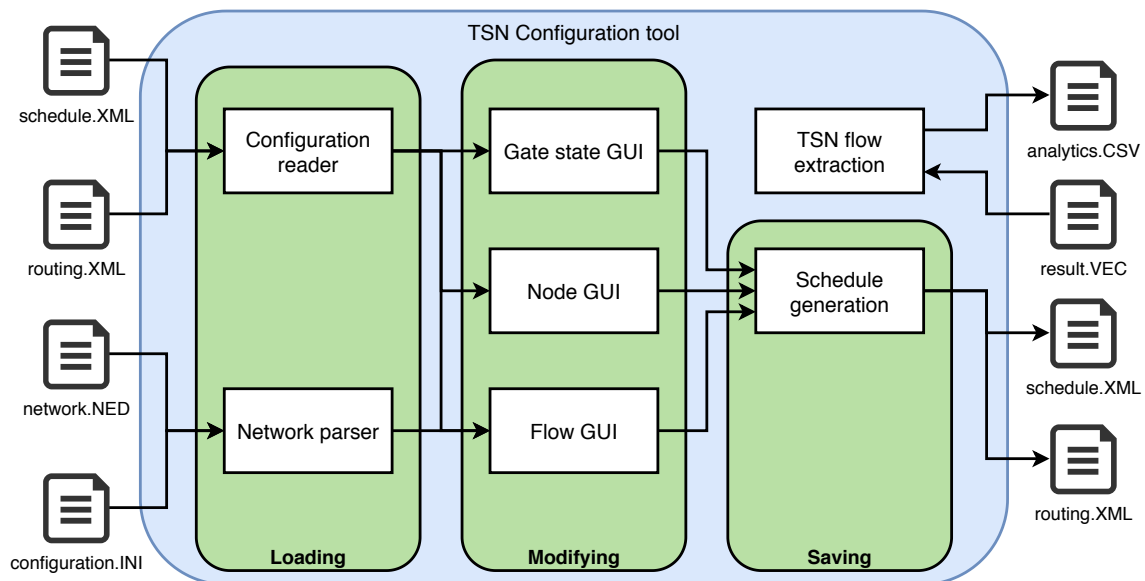 TSN Configuration tool
schedule.XML
routing.XML
network.NED
configuration.INI
Configuration
reader
Network parser
Loading
Gate state GUI
Node GUI
Flow GUI
Modifying
TSN flow
extraction
Schedule
generation
Saving
analytics.CSV
result.VEC
schedule.XML
routing.XML